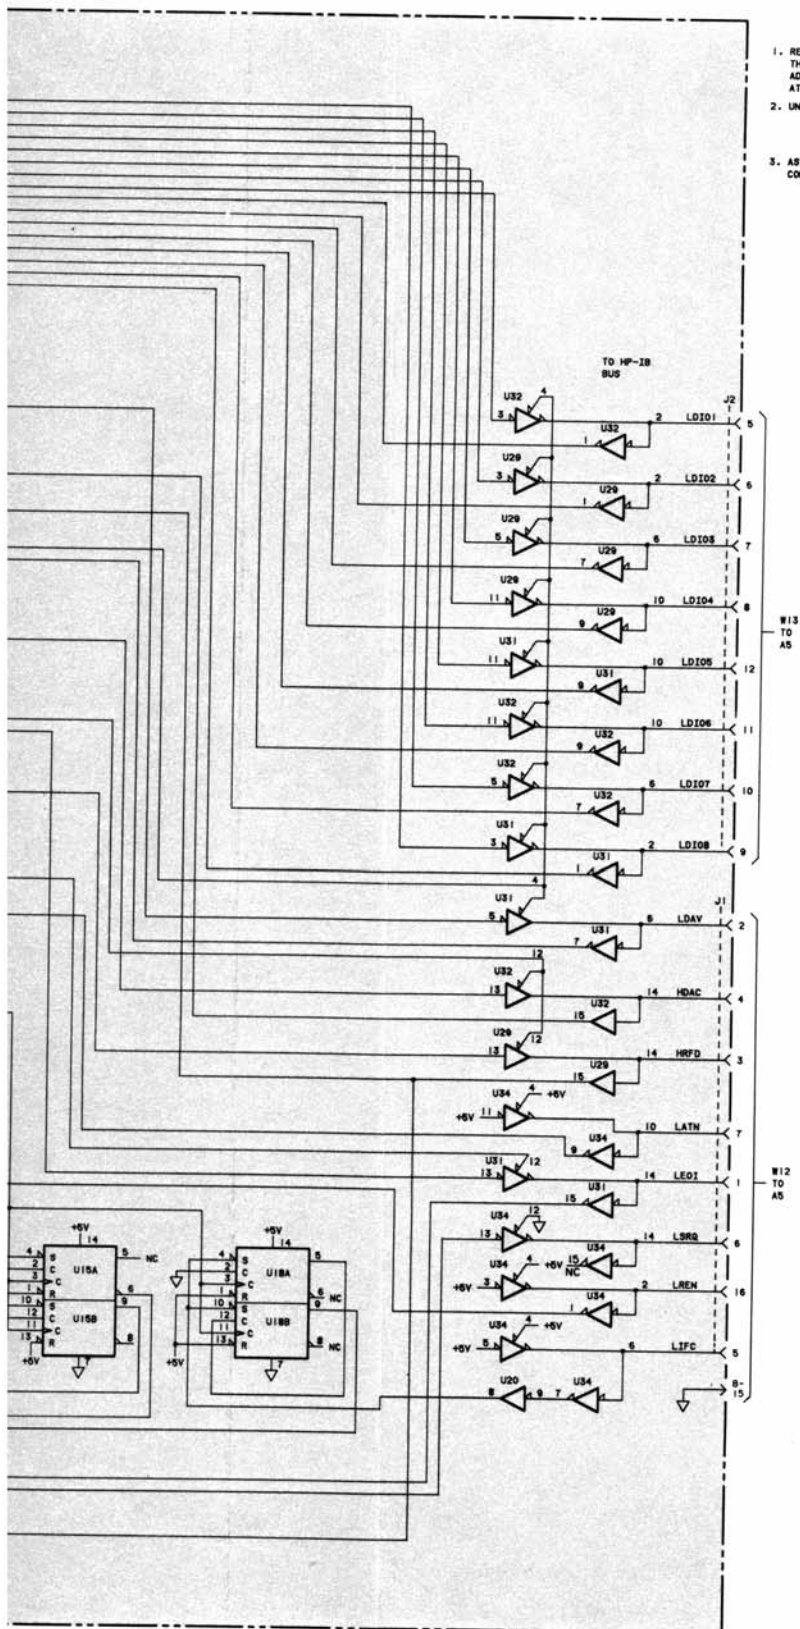 1. RE
TH
AD
AT
2. UN
3. AS
CO
TO HP-IB
BUS
J2
U32 4
3 2 LDIO1 5
U32
1
U29
3 2 LDIO2 6
U29
1
U29
5 6 LDIO3 7
U29
7
U29
11 10 LDIO4 8
U29
9
W13
TO
A5
U31
11 10 LDIO5 12
U31
9
U32
11 10 LDIO6 11
U32
9
U32
5 6 LDIO7 10
U32
7
U31
3 2 LDIO8 9
U31
1
4
J1
U31
5 6 LDAV 2
U31
7
12
U32
13 14 HDAC 4
U32
15
U29
12
13 14 HRFD 3
U29
15
U34 4 +5V
+5V 11 10 LATN 7
U34
9
U31 12
13 14 LEOI 1
U31
15
W12
TO
A5
U34 12
13 14 LSRQ 6
U34
15
NC
U34 4 +5V
+5V 3 2 LREN 16
U34
1
U34 4 +5V
+5V 5 6 LIFC 5
U20 U34
8 9 7
8-
15
+5V
14
4 S 5 NC
2 C U15A
3 C
1 R 6
10 S 9
12 C U15B
11 C
13 R 8
+5V
7
+5V
14
4 S 5
2 C U18A
3 C
1 R 6 NC
10 S 9
12 C U18B
11 C
13 R 8 NC
+5V
7